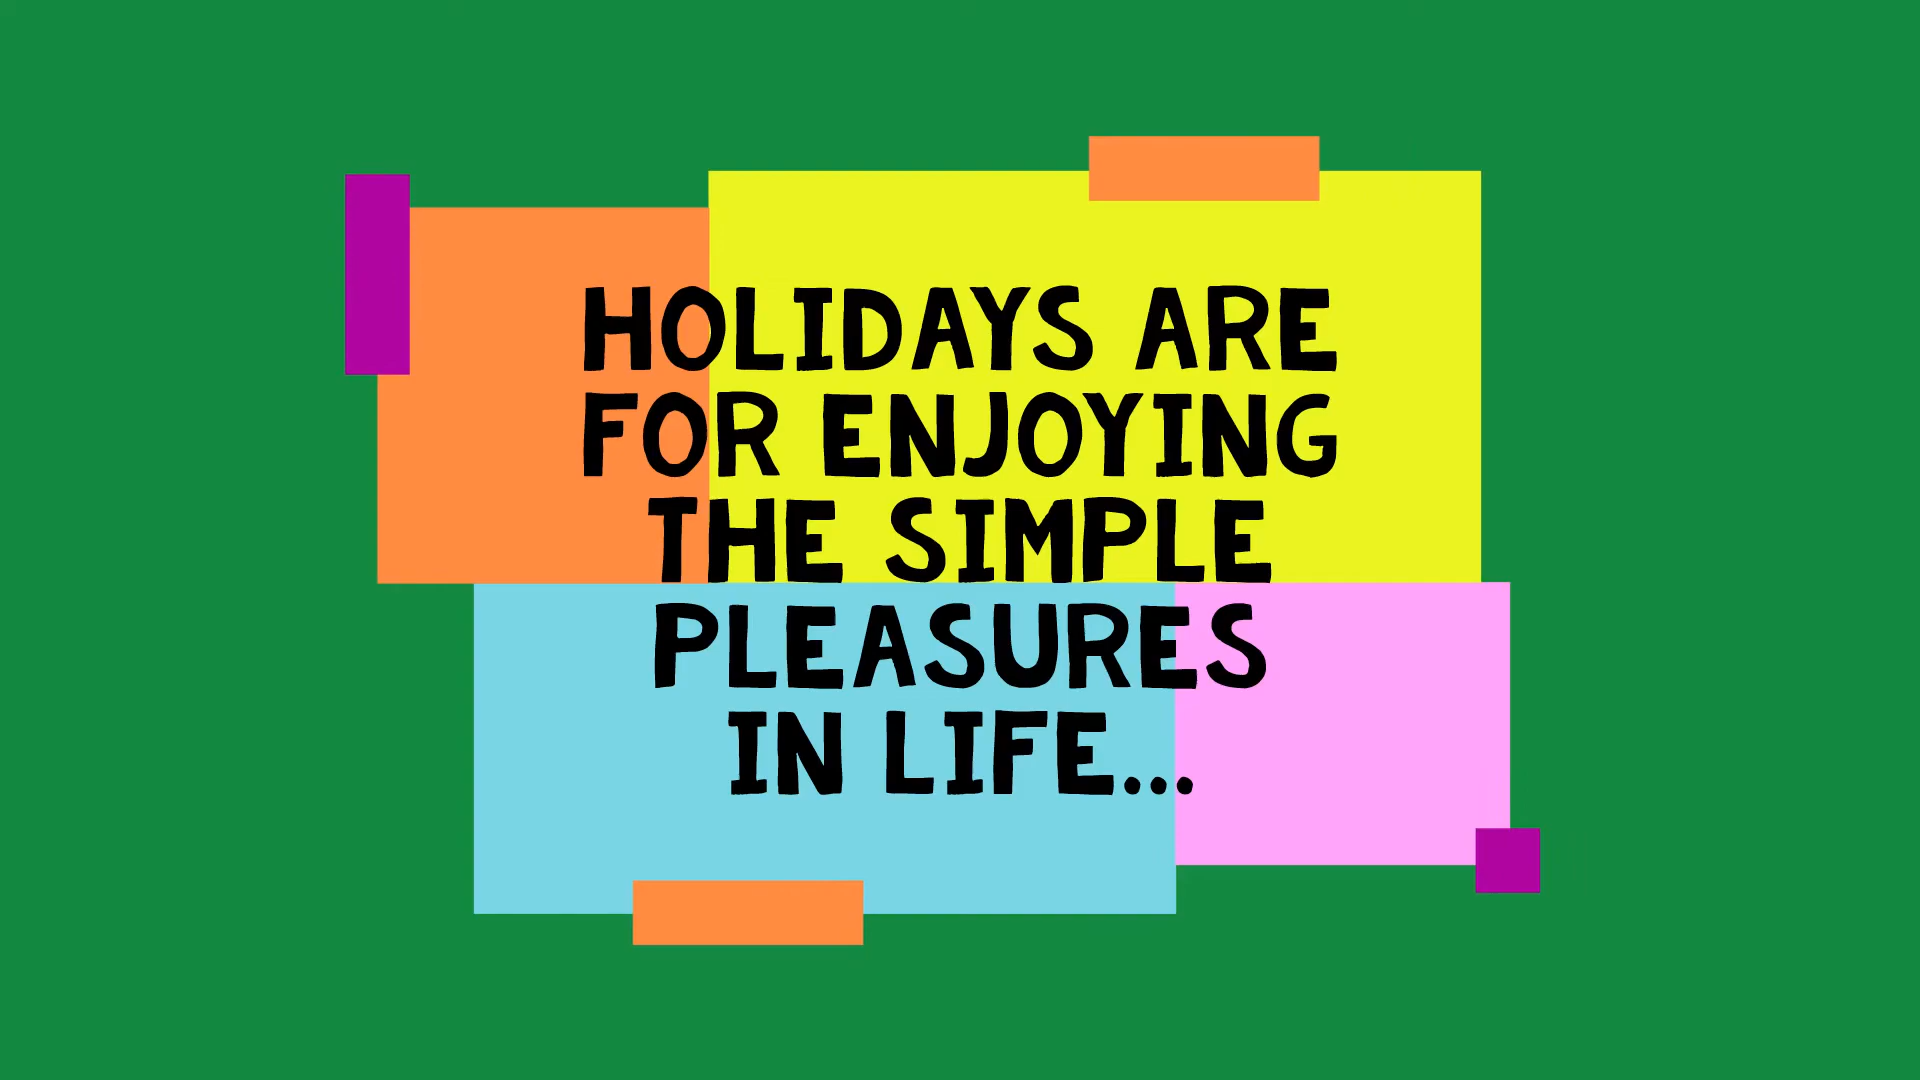 HOLIDAYS ARE
FOR ENJOYING
THE SIMPLE
PLEASURES
IN LIFE...